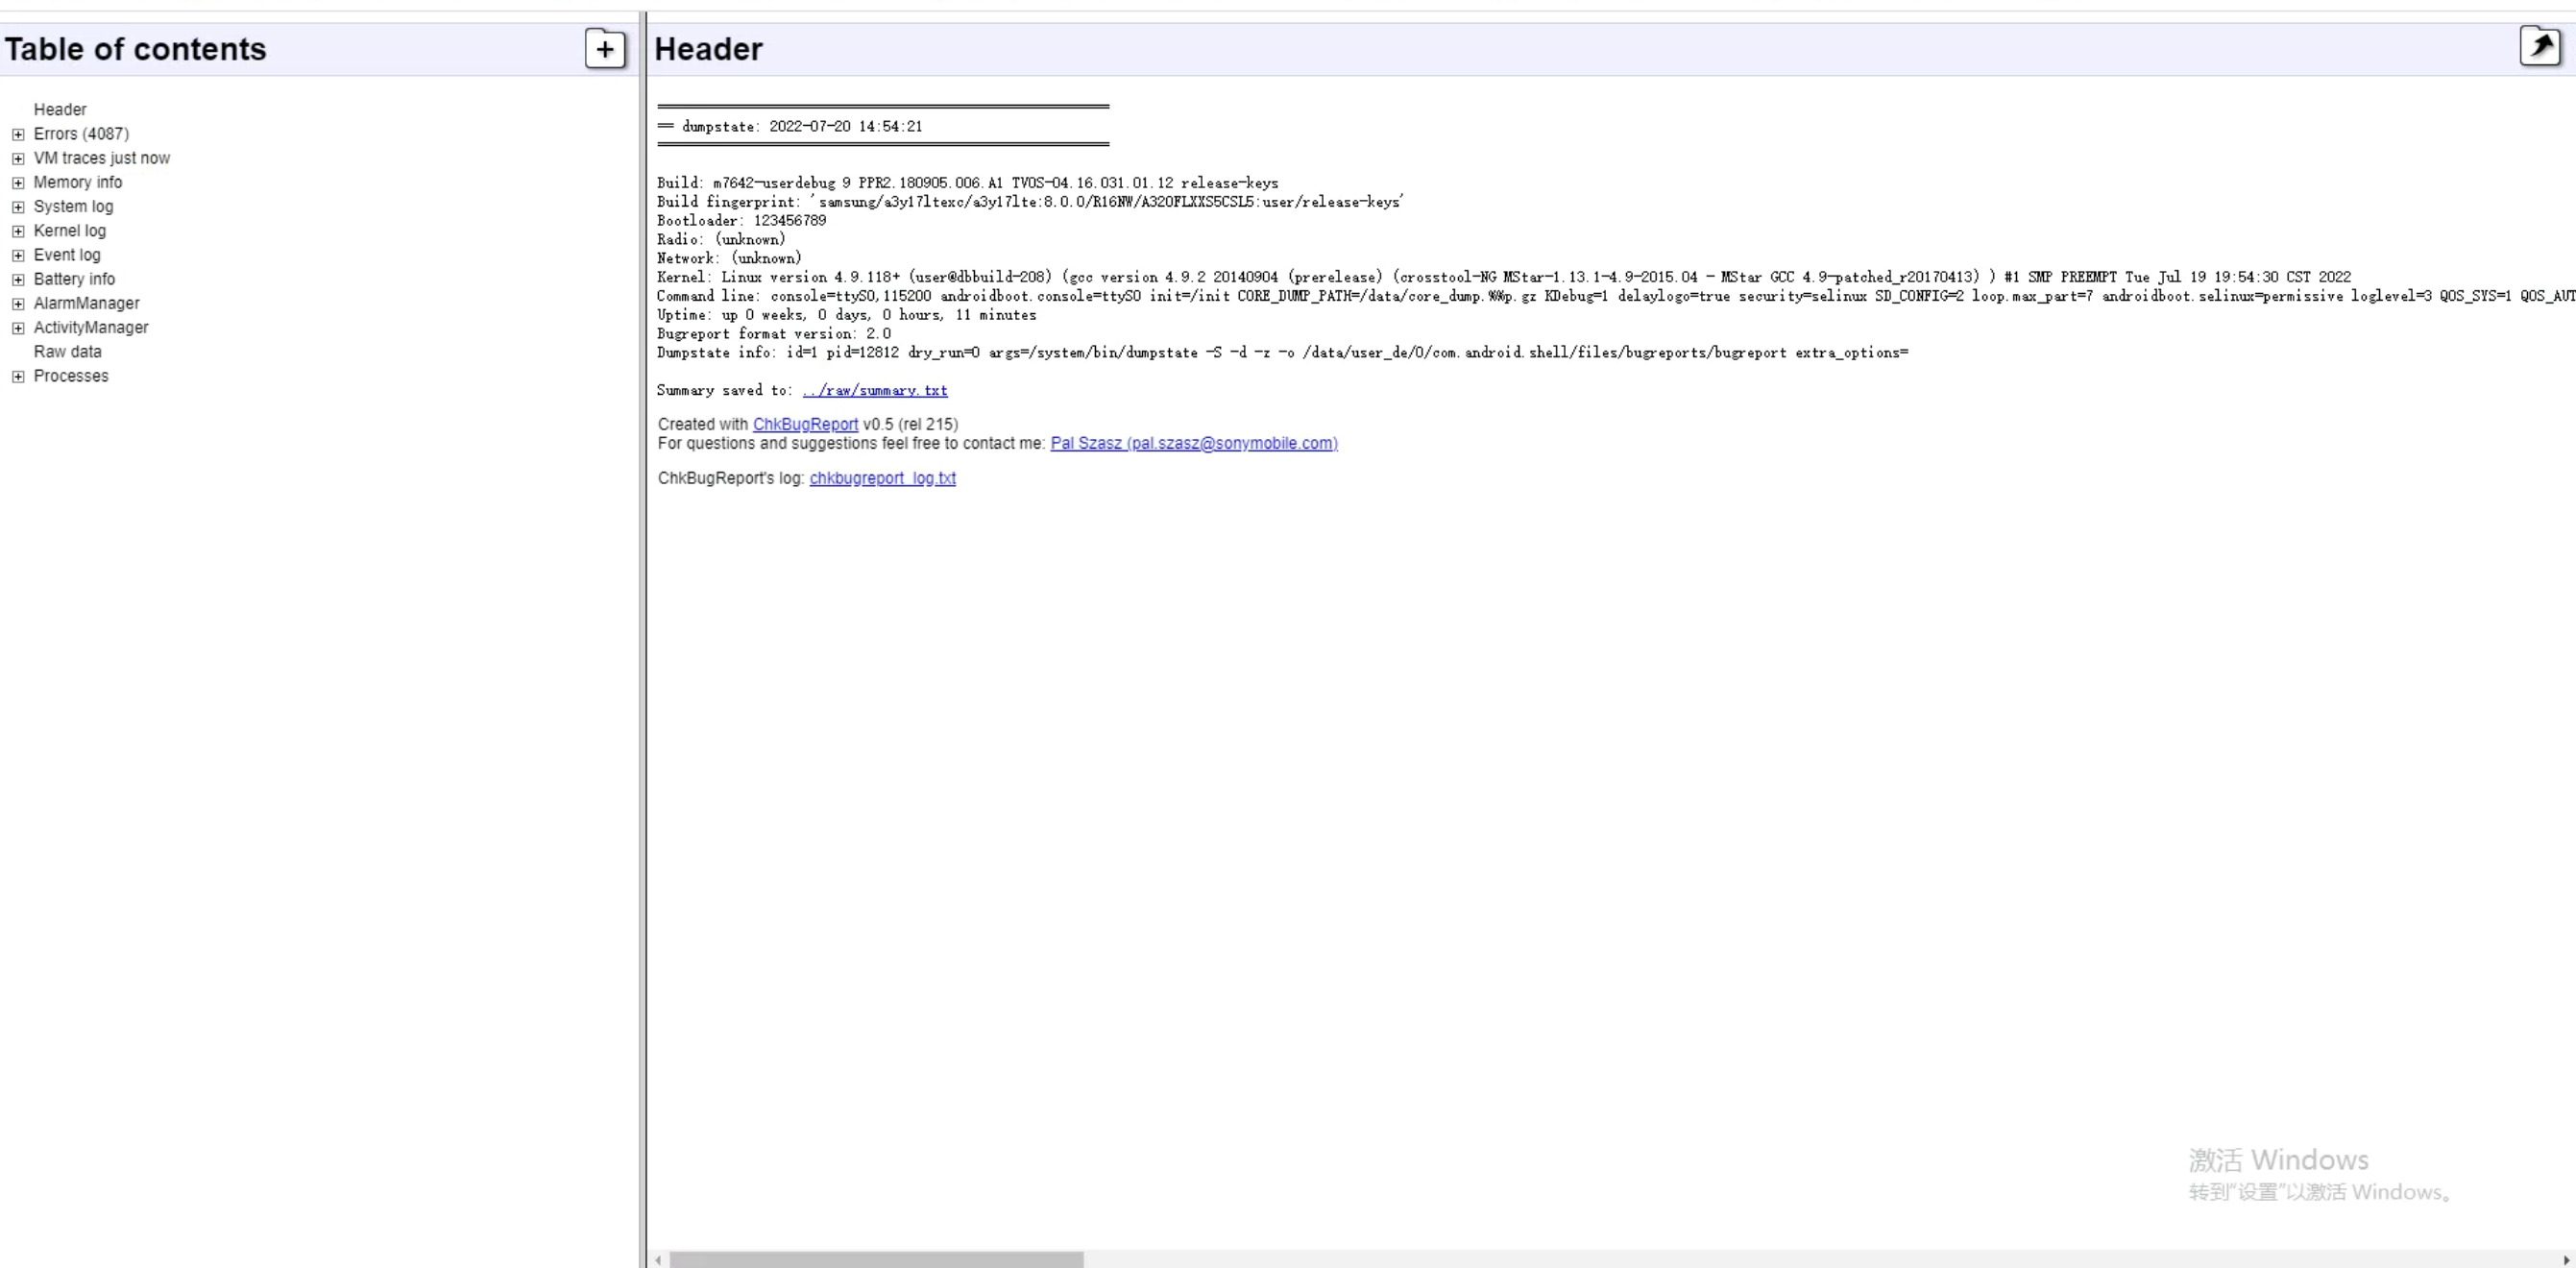 Table of contents
Header
Errors (4087)
VM traces just now
Memory info
System log
Kernel log
Event log
Battery info
AlarmManager
ActivityManager
Raw data
Processes
Header
== dumpstate: 2022-07-20 14:54:21
Build: m7642-userdebug 9 PPR2.180905.006.A1 TVOS-04.16.031.01.12 release-keys
Build fingerprint: 'samsung/a3y17ltexc/a3y17lte:8.0.0/R16NW/A320FLXXS5CSL5:user/release-keys'
Bootloader: 123456789
Radio: (unknown)
Network: (unknown)
Kernel: Linux version 4.9.118+ (user@dbbuild-208) (gcc version 4.9.2 20140904 (prerelease) (crosstool-NG MStar-1.13.1-4.9-2015.04 - MStar GCC 4.9-patched_r20170413) ) #1 SMP PREEMPT Tue Jul 19 19:54:30 CST 2022
Command line: console=ttyS0,115200 androidboot.console=ttyS0 init=/init CORE_DUMP_PATH=/data/core_dump.%%p.gz KDebug=1 delaylogo=true security=selinux SD_CONFIG=2 loop.max_part=7 androidboot.selinux=permissive loglevel=3 QOS_SYS=1 QOS_AUT
Uptime: up 0 weeks, 0 days, 0 hours, 11 minutes
Bugreport format version: 2.0
Dumpstate info: id=1 pid=12812 dry_run=0 args=/system/bin/dumpstate -S -d -z -o /data/user_de/0/com.android.shell/files/bugreports/bugreport extra_options=
Summary saved to: ../raw/summary.txt
Created with ChkBugReport v0.5 (rel 215)
For questions and suggestions feel free to contact me: Pal Szasz (pal.szasz@sonymobile.com)
ChkBugReport's log: chkbugreport_log.txt
激活 Windows
转到"设置"以激活 Windows。